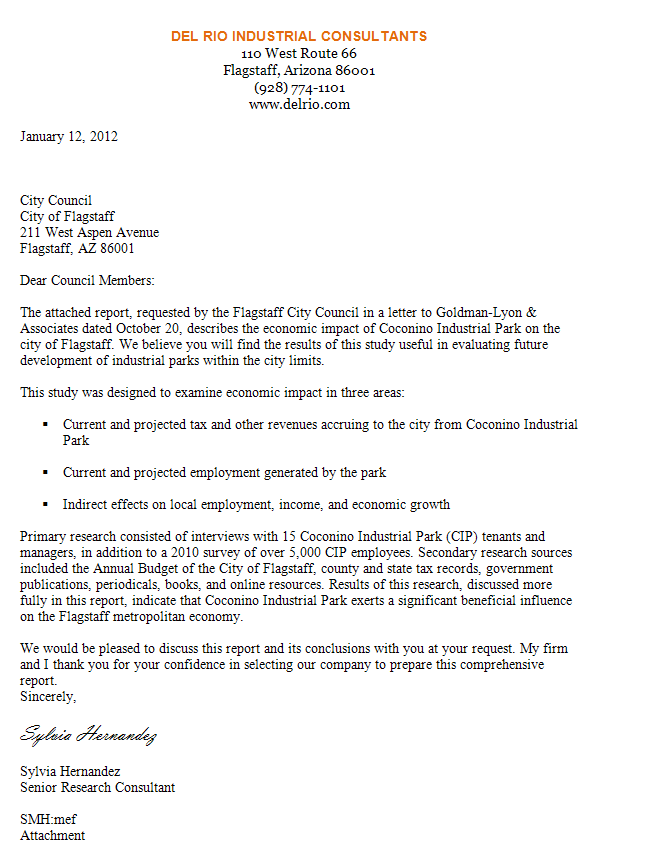 DEL RIO INDUSTRIAL CONSULTANTS
110 West Route 66
Flagstaff, Arizona 86001
(928) 774-1101
www.delrio.com
January 12, 2012
City Council
City of Flagstaff
211 West Aspen Avenue
Flagstaff, AZ 86001
Dear Council Members:
The attached report, requested by the Flagstaff City Council in a letter to Goldman-Lyon &
Associates dated October 20, describes the economic impact of Coconino Industrial Park on the
city of Flagstaff. We believe you will find the results of this study useful in evaluating future
development of industrial parks within the city limits.
This study was designed to examine economic impact in three areas:
▪ Current and projected tax and other revenues accruing to the city from Coconino Industrial
Park
▪ Current and projected employment generated by the park
▪ Indirect effects on local employment, income, and economic growth
Primary research consisted of interviews with 15 Coconino Industrial Park (CIP) tenants and
managers, in addition to a 2010 survey of over 5,000 CIP employees. Secondary research sources
included the Annual Budget of the City of Flagstaff, county and state tax records, government
publications, periodicals, books, and online resources. Results of this research, discussed more
fully in this report, indicate that Coconino Industrial Park exerts a significant beneficial influence
on the Flagstaff metropolitan economy.
We would be pleased to discuss this report and its conclusions with you at your request. My firm
and I thank you for your confidence in selecting our company to prepare this comprehensive
report.
Sincerely,
Sylvia Hernandez
Sylvia Hernandez
Senior Research Consultant
SMH:mef
Attachment